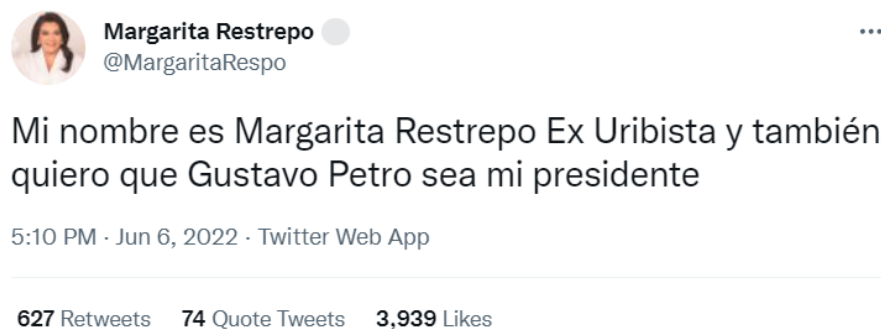 Margarita Restrepo
@MargaritaRespo
Mi nombre es Margarita Restrepo Ex Uribista y también
quiero que Gustavo Petro sea mi presidente
5:10 PM · Jun 6, 2022 · Twitter Web App
627 Retweets 74 Quote Tweets 3,939 Likes